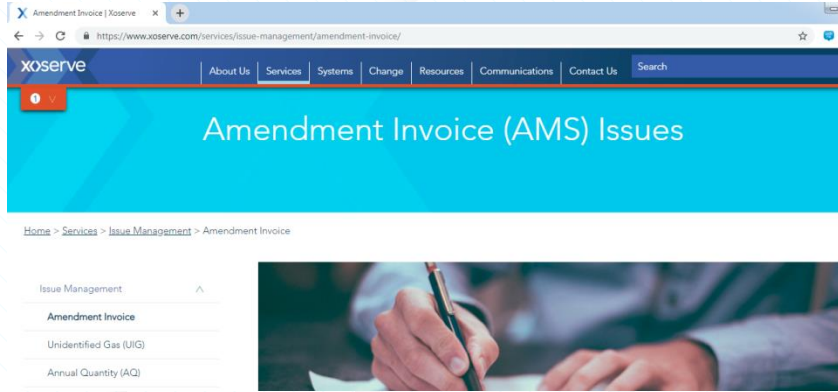 Amendment Invoice | Xoserve
https://www.xoserve.com/services/issue-management/amendment-invoice/
xoserve
About Us Services Systems Change Resources Communications Contact Us Search
1
Amendment Invoice (AMS) Issues
Home > Services > Issue Management > Amendment Invoice
Issue Management
Amendment Invoice
Unidentified Gas (UIG)
Annual Quantity (AQ)